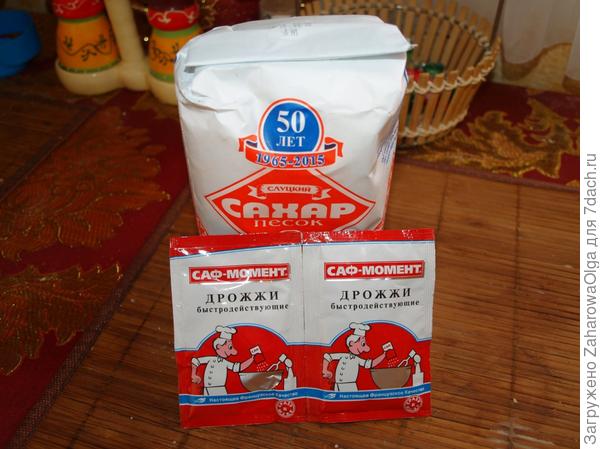 50
ЛЕТ
1965-2015
СЛУЦКИЙ
САХАР
ПЕСОК
САФ-МОМЕНТ
ДРОЖЖИ
быстродействующие
Настоящее Французское Качество
САФ-МОМЕНТ
ДРОЖЖИ
быстродействующие
Настоящее Французское Качество
Загружено ZaharowaOlga для 7dach.ru